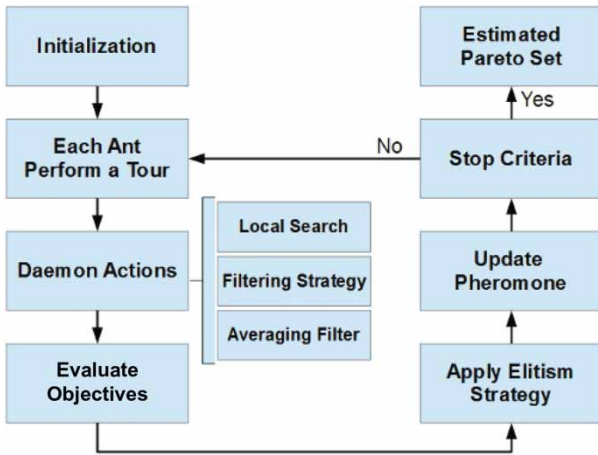 Initialization
Each Ant
Perform a Tour
Daemon Actions
Local Search
Filtering Strategy
Averaging Filter
Evaluate
Objectives
Apply Elitism
Strategy
Update
Pheromone
Stop Criteria
No
Yes
Estimated
Pareto Set